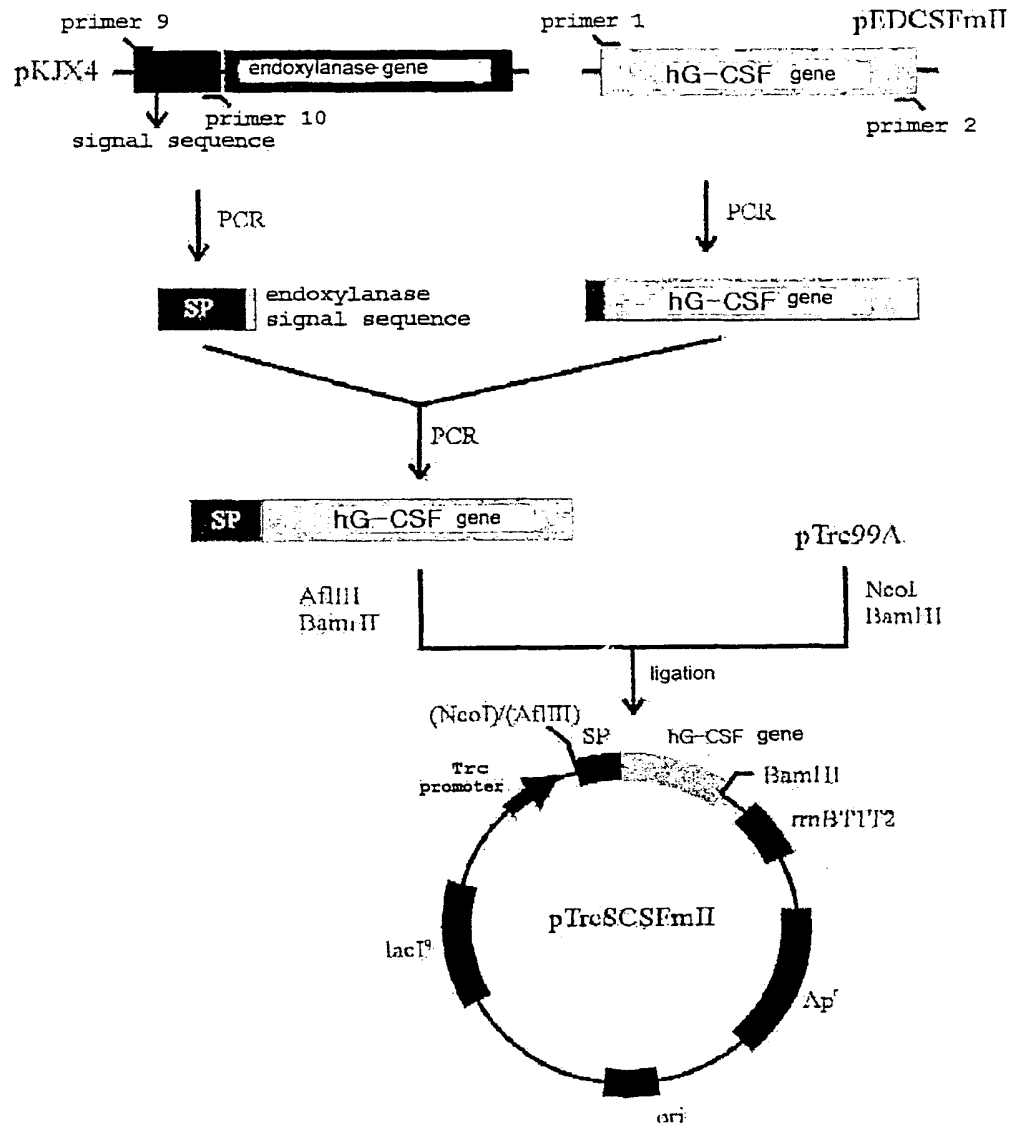 primer 9
primer 1
pEDCSFmII
pKJX4
endoxylanase gene
hG-CSF gene
primer 10
signal sequence
primer 2
PCR
PCR
SP
endoxylanase
signal sequence
hG-CSF gene
PCR
SP
hG-CSF gene
pTrc99A
AflIII
BamHI
NcoI
BamHI
ligation
(NcoI)/(AflIII)
SP
hG-CSF gene
Trc
promoter
BamHI
rrnBT1T2
pTrcSCSFmII
lacIq
Apr
ori